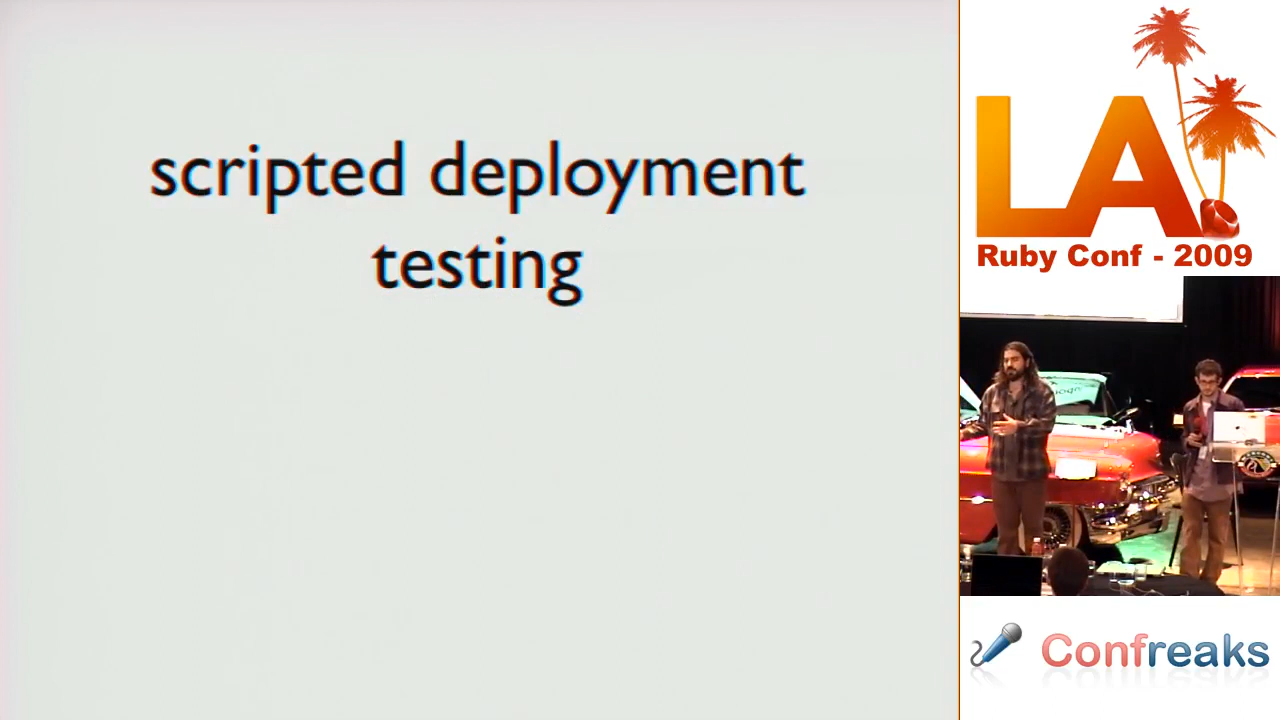 scripted deployment
testing
LA
Ruby Conf - 2009
Confreaks